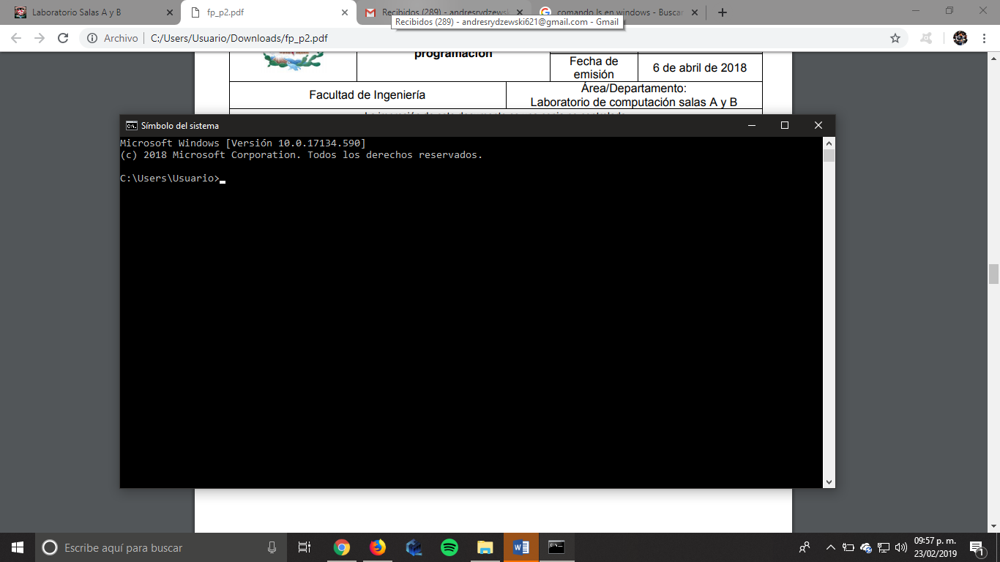 Laboratorio Salas A y B
fp_p2.pdf
Recibidos (289) - andresrydzewsk
comando ls en windows - Buscar
Recibidos (289) - andresrydzewski621@gmail.com - Gmail
Archivo
C:/Users/Usuario/Downloads/fp_p2.pdf
programación
Fecha de
emisión
6 de abril de 2018
Facultad de Ingeniería
Área/Departamento:
Laboratorio de computación salas A y B
Símbolo del sistema
Microsoft Windows [Versión 10.0.17134.590]
(c) 2018 Microsoft Corporation. Todos los derechos reservados.
C:\Users\Usuario>
Escribe aquí para buscar
09:57 p. m.
23/02/2019
1